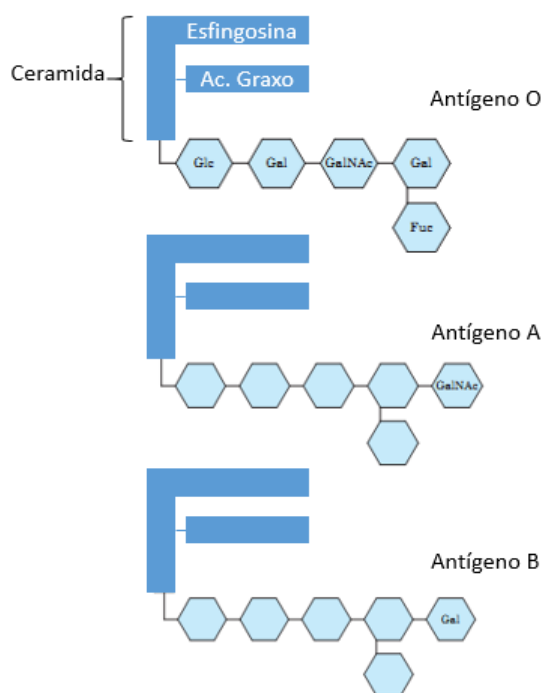 Esfingosina
Ceramida
Ac. Graxo
Antígeno O
Glc Gal GalNAc Gal
Fuc
Antígeno A
GalNAc
Antígeno B
Gal